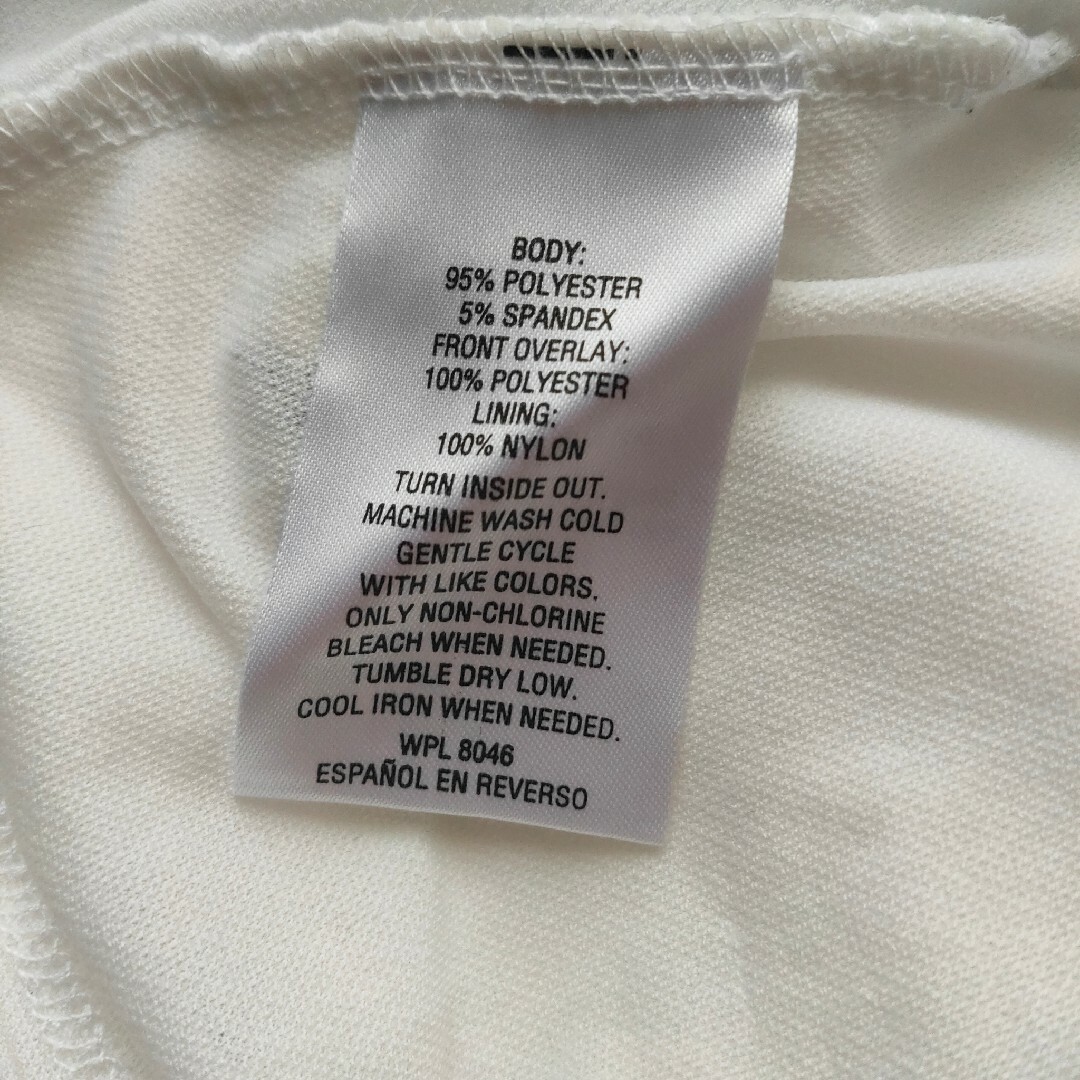 BODY:
95% POLYESTER
5% SPANDEX
FRONT OVERLAY:
100% POLYESTER
LINING:
100% NYLON
TURN INSIDE OUT.
MACHINE WASH COLD
GENTLE CYCLE
WITH LIKE COLORS.
ONLY NON-CHLORINE
BLEACH WHEN NEEDED.
TUMBLE DRY LOW.
COOL IRON WHEN NEEDED.
WPL 8046
ESPAÑOL EN REVERSO